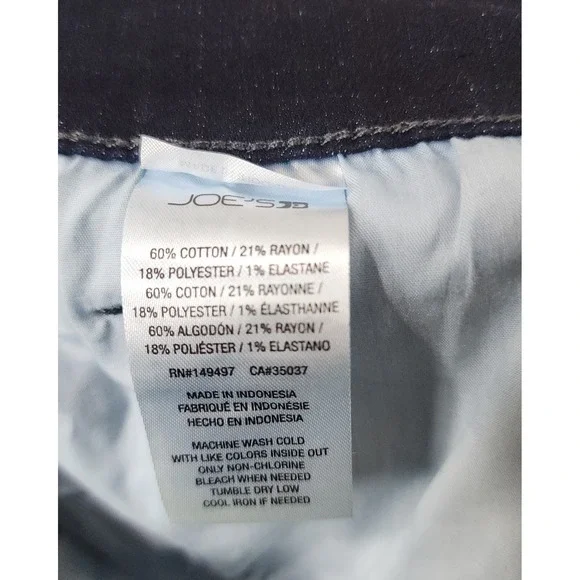 JOE'S
60% COTTON / 21% RAYON /
18% POLYESTER / 1% ELASTANE
60% COTON / 21% RAYONNE /
18% POLYESTER / 1% ÉLASTHANNE
60% ALGODÓN / 21% RAYON /
18% POLIÉSTER / 1% ELASTANO
RN#149497 CA#35037
MADE IN INDONESIA
FABRIQUÉ EN INDONÉSIE
HECHO EN INDONESIA
MACHINE WASH COLD
WITH LIKE COLORS INSIDE OUT
ONLY NON-CHLORINE
BLEACH WHEN NEEDED
TUMBLE DRY LOW
COOL IRON IF NEEDED